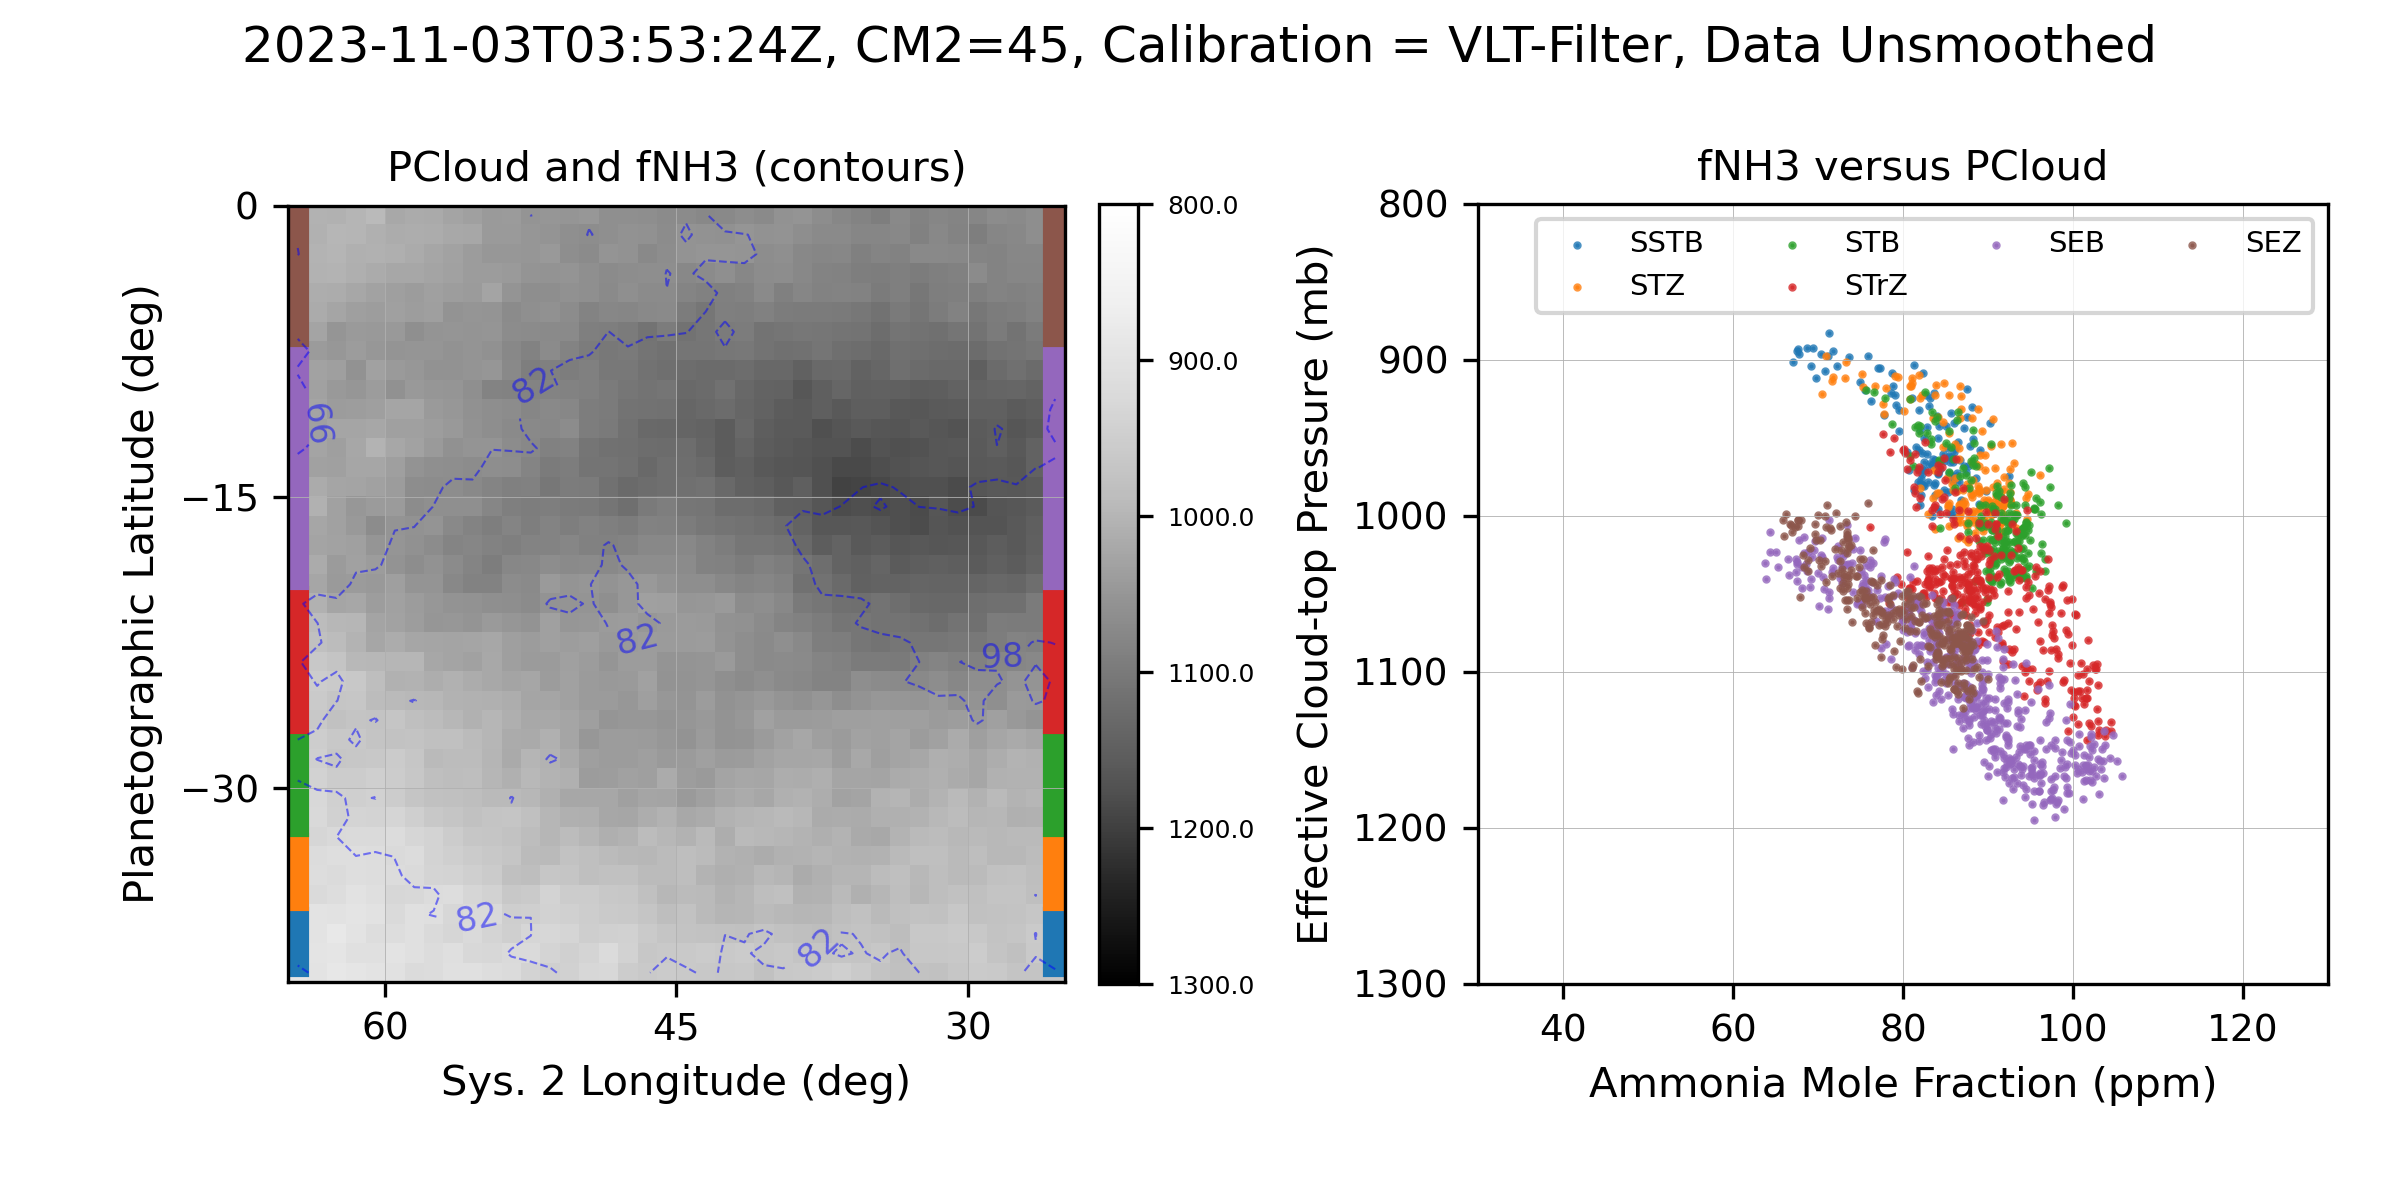 2023-11-03T03:53:24Z, CM2=45, Calibration = VLT-Filter, Data Unsmoothed
PCloud and fNH3 (contours)
Planetographic Latitude (deg)
0
−15
−30
60
45
30
Sys. 2 Longitude (deg)
82
66
82
98
82
82
800.0
900.0
1000.0
1100.0
1200.0
1300.0
fNH3 versus PCloud
Effective Cloud-top Pressure (mb)
800
900
1000
1100
1200
1300
SSTB
STB
SEB
SEZ
STZ
STrZ
40
60
80
100
120
Ammonia Mole Fraction (ppm)